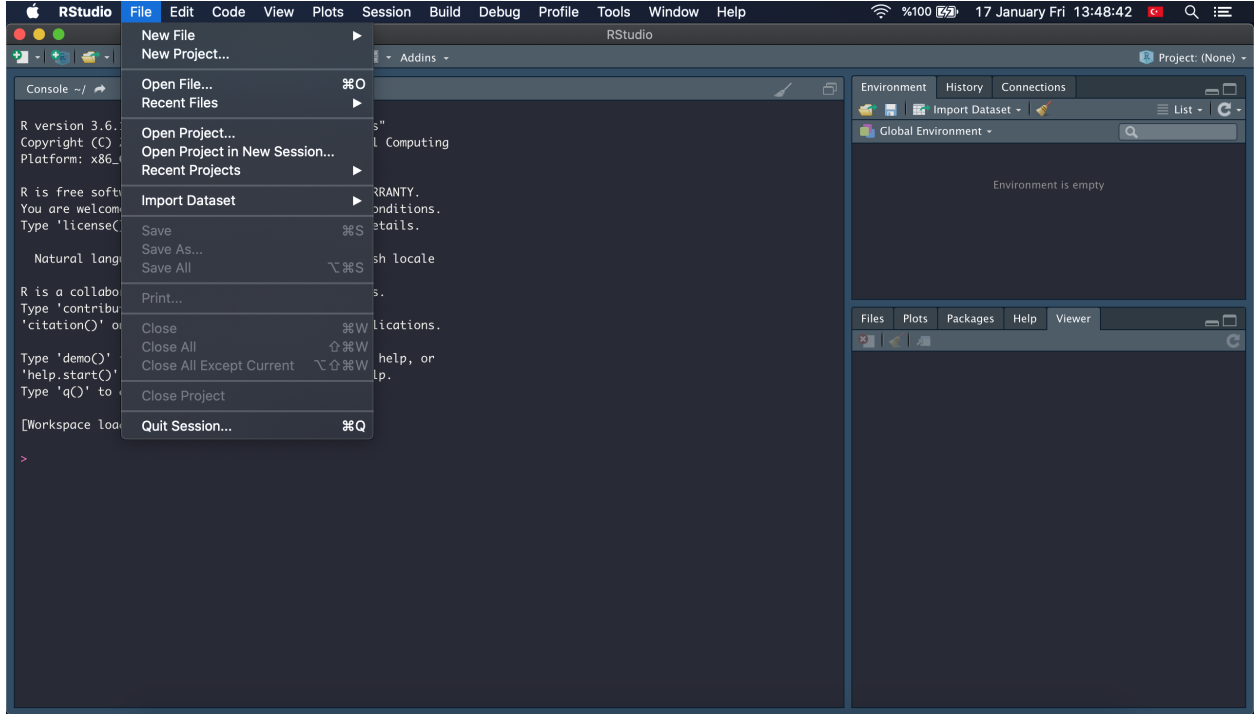 RStudio File Edit Code View Plots Session Build Debug Profile Tools Window Help %100 17 January Fri 13:48:42
RStudio
Addins
Project: (None)
New File
New Project...
Open File... ⌘O
Recent Files
Open Project...
Open Project in New Session...
Recent Projects
Import Dataset
Save ⌘S
Save As...
Save All ⌥⌘S
Print...
Close ⌘W
Close All ⇧⌘W
Close All Except Current ⌥⇧⌘W
Close Project
Quit Session... ⌘Q
Console ~/
R version 3.6. s"
Copyright (C) l Computing
Platform: x86_
R is free softw RRANTY.
You are welcom onditions.
Type 'license( etails.
Natural lang sh locale
R is a collabo s.
Type 'contribu
'citation()' o lications.
Type 'demo()' help, or
'help.start()' lp.
Type 'q()' to
[Workspace loa
>
Environment History Connections
Import Dataset List
Global Environment
Environment is empty
Files Plots Packages Help Viewer